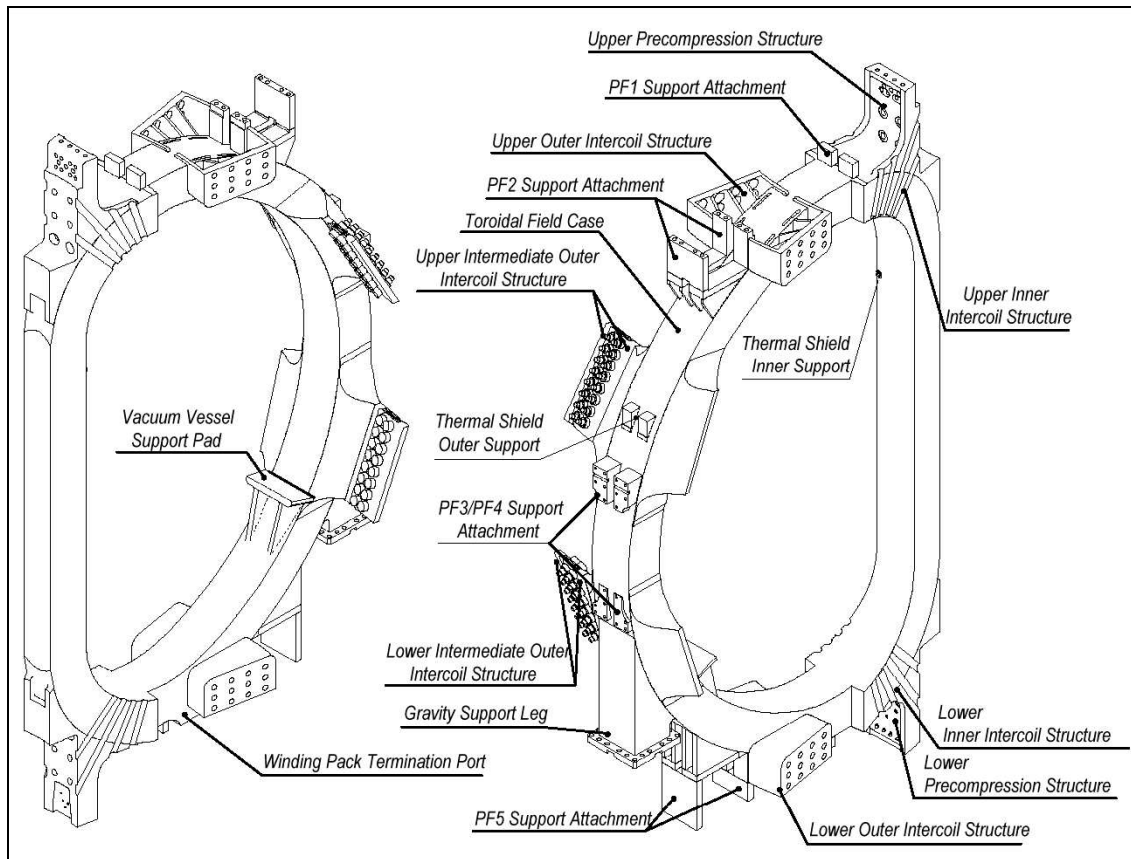 Upper Precompression Structure
PF1 Support Attachment
Upper Outer Intercoil Structure
PF2 Support Attachment
Toroidal Field Case
Upper Intermediate Outer
Intercoil Structure
Upper Inner
Intercoil Structure
Thermal Shield
Inner Support
Thermal Shield
Outer Support
Vacuum Vessel
Support Pad
PF3/PF4 Support
Attachment
Lower Intermediate Outer
Intercoil Structure
Gravity Support Leg
Lower
Inner Intercoil Structure
Lower
Precompression Structure
Winding Pack Termination Port
PF5 Support Attachment
Lower Outer Intercoil Structure